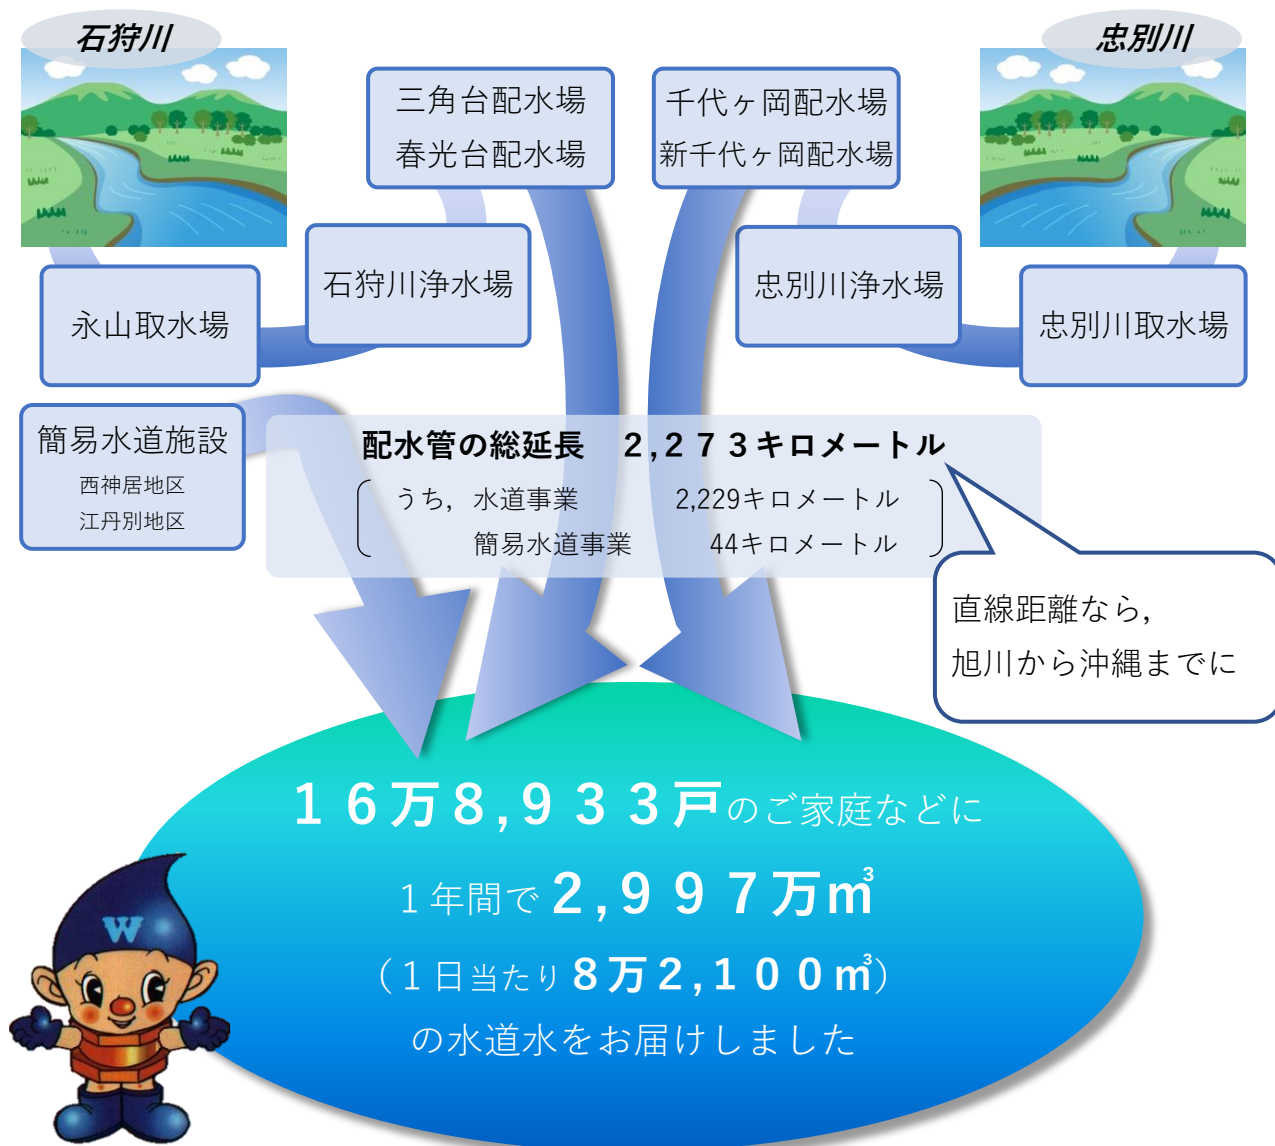 石狩川
忠別川
三角台配水場
春光台配水場
千代ヶ岡配水場
新千代ヶ岡配水場
石狩川浄水場
忠別川浄水場
永山取水場
忠別川取水場
簡易水道施設
西神居地区
江丹別地区
配水管の総延長　２,２７３キロメートル
うち，水道事業　2,229キロメートル
簡易水道事業　44キロメートル
直線距離なら，
旭川から沖縄までに
１６万８,９３３戸のご家庭などに
１年間で２,９９７万㎥
（１日当たり８万２,１００㎥）
の水道水をお届けしました
W